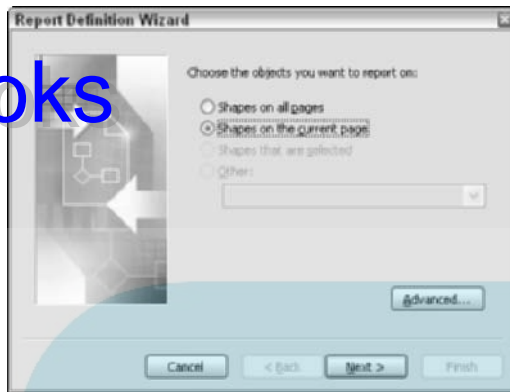 Report Definition Wizard
oks
Choose the objects you want to report on:
Shapes on all pages
Shapes on the current page
Shapes that are selected
Other:
Advanced...
Cancel < Back Next > Finish